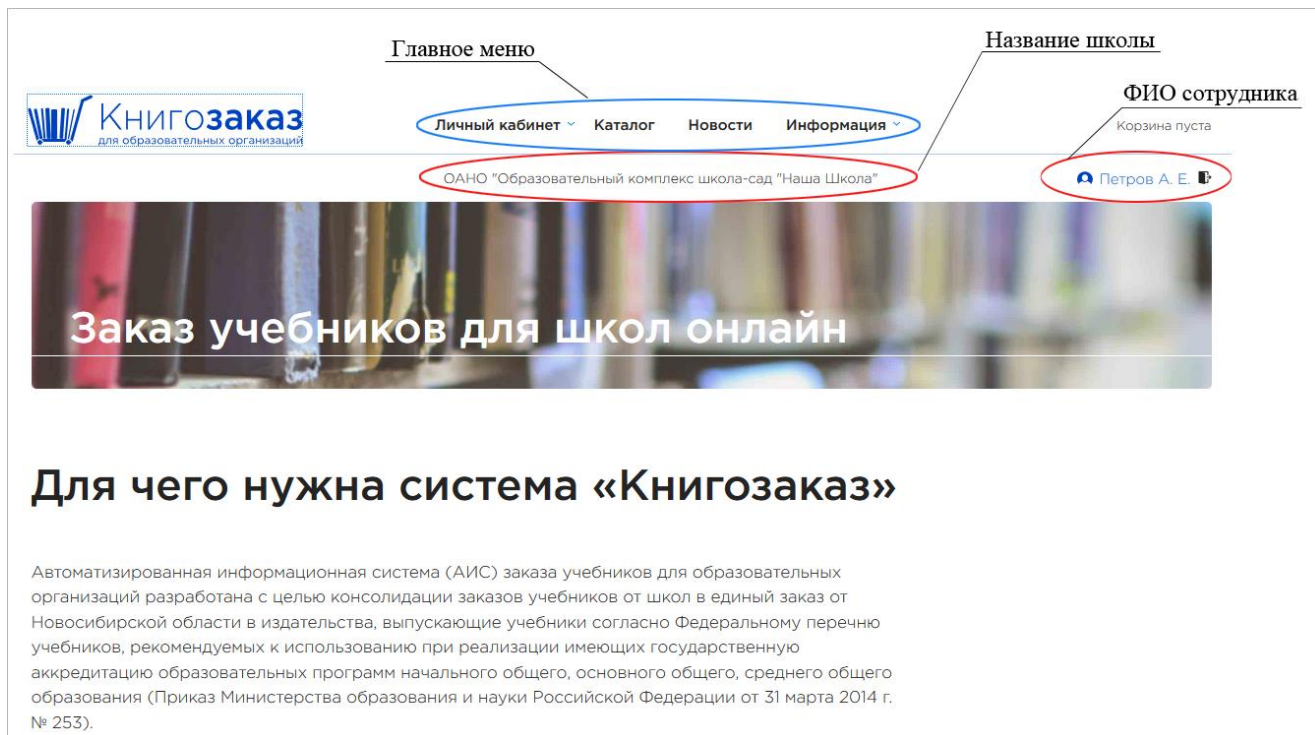 Главное меню
Название школы
ФИО сотрудника
Книгозаказ
для образовательных организаций
Личный кабинет Каталог Новости Информация
Корзина пуста
ОАНО "Образовательный комплекс школа-сад "Наша Школа"
Петров А. Е.
Заказ учебников для школ онлайн
Для чего нужна система «Книгозаказ»
Автоматизированная информационная система (АИС) заказа учебников для образовательных
организаций разработана с целью консолидации заказов учебников от школ в единый заказ от
Новосибирской области в издательства, выпускающие учебники согласно Федеральному перечню
учебников, рекомендуемых к использованию при реализации имеющих государственную
аккредитацию образовательных программ начального общего, основного общего, среднего общего
образования (Приказ Министерства образования и науки Российской Федерации от 31 марта 2014 г.
№ 253).